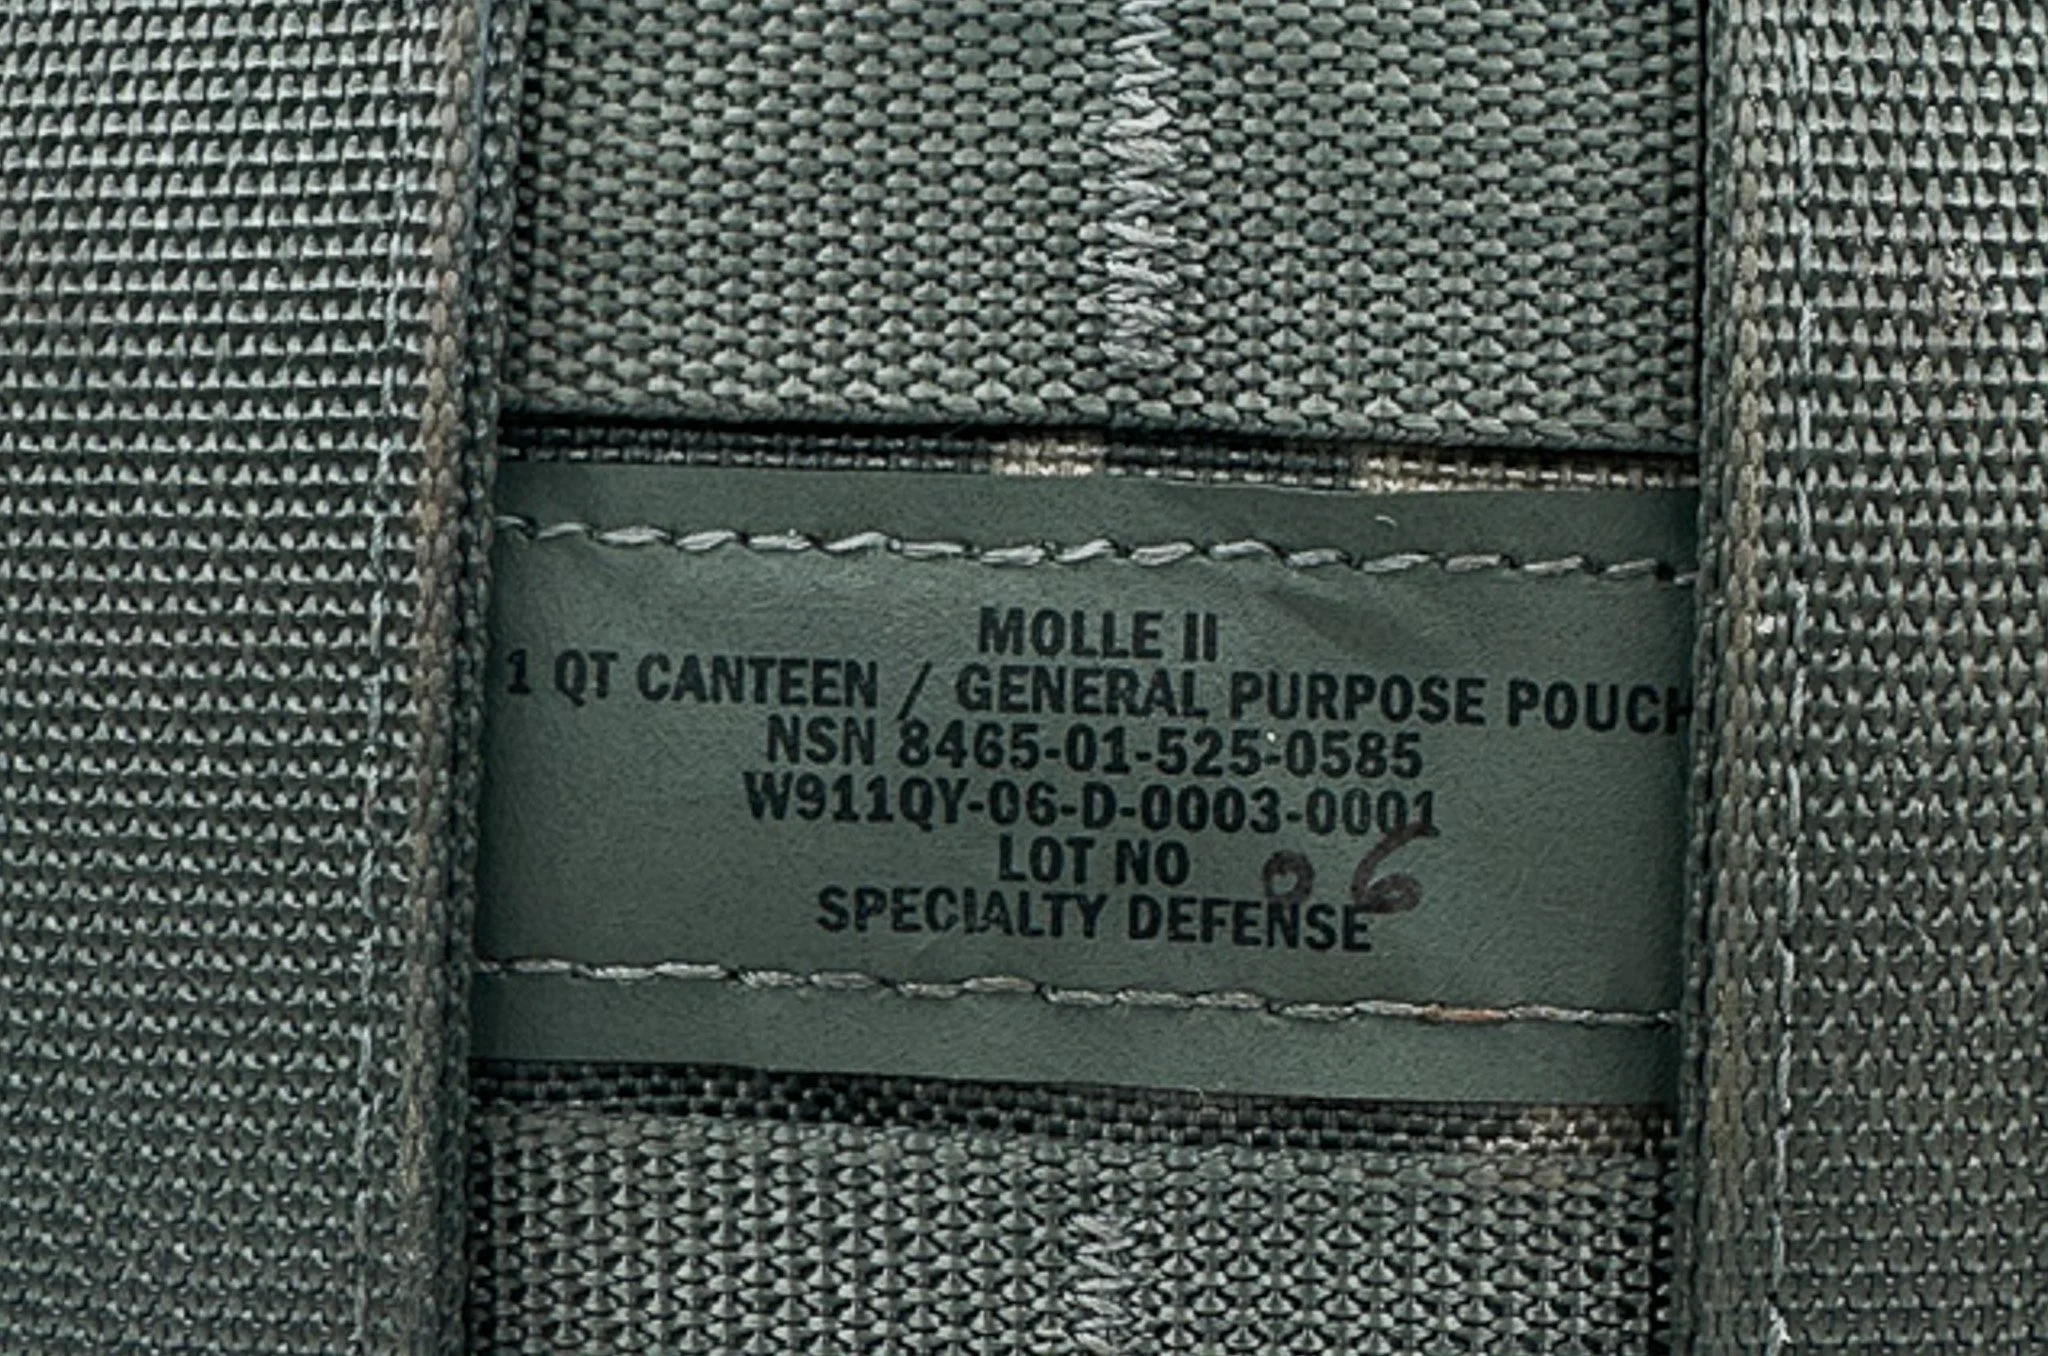 MOLLE II
1 QT CANTEEN / GENERAL PURPOSE POUCH
NSN 8465-01-525-0585
W911QY-06-D-0003-0001
LOT NO 06
SPECIALTY DEFENSE